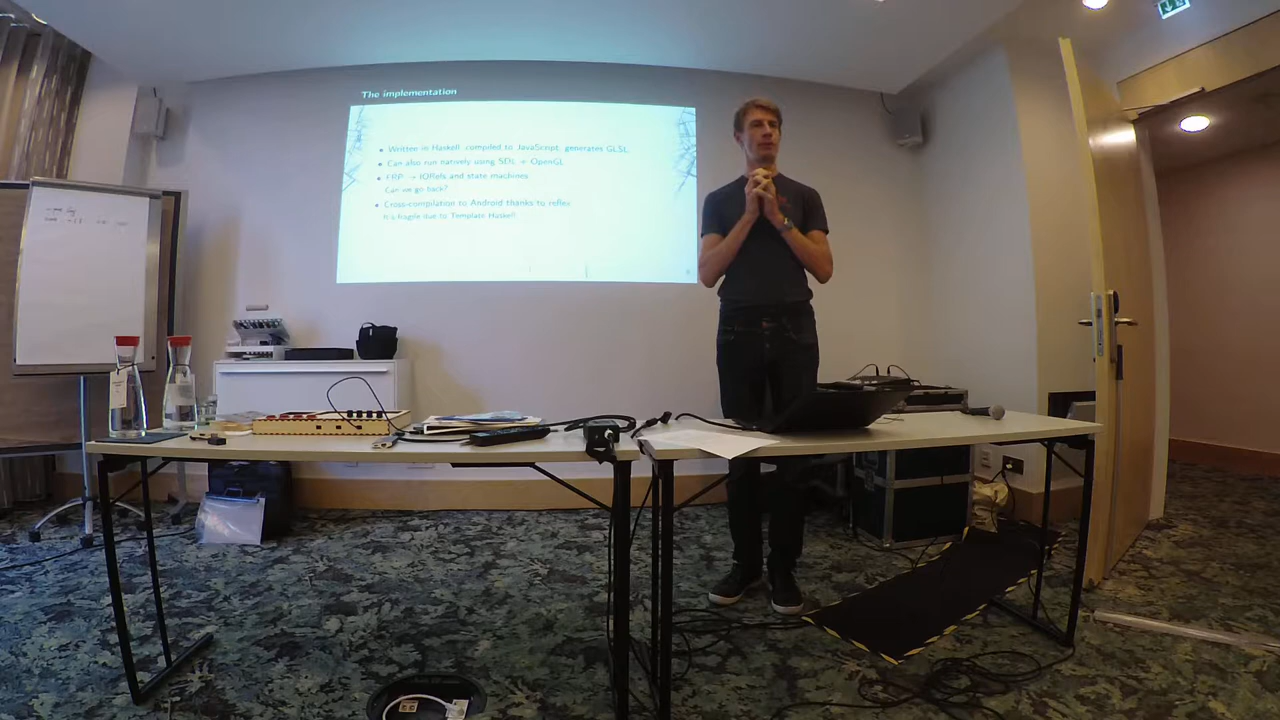 The implementation
• Written in Haskell, compiled to JavaScript, generates GLSL
• Can also run natively using SDL + OpenGL
• FRP → IORefs and state machines
Can we go back?
• Cross-compilation to Android thanks to reflex
It's fragile due to Template Haskell